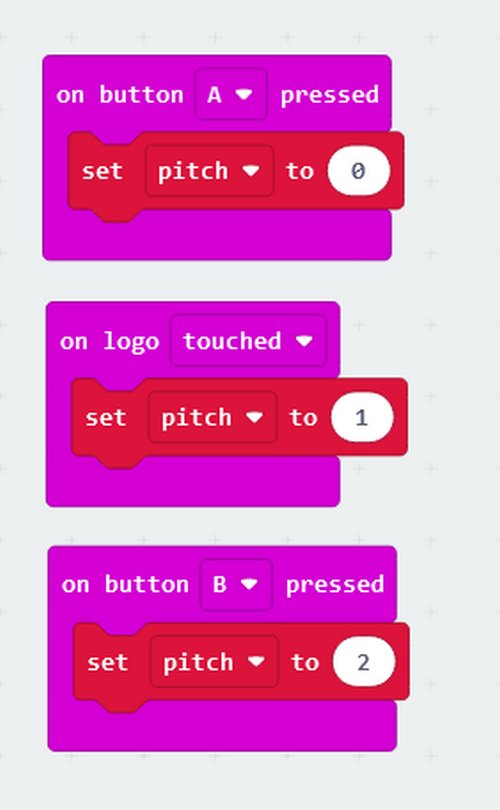 on button A pressed
set pitch to 0
on logo touched
set pitch to 1
on button B pressed
set pitch to 2